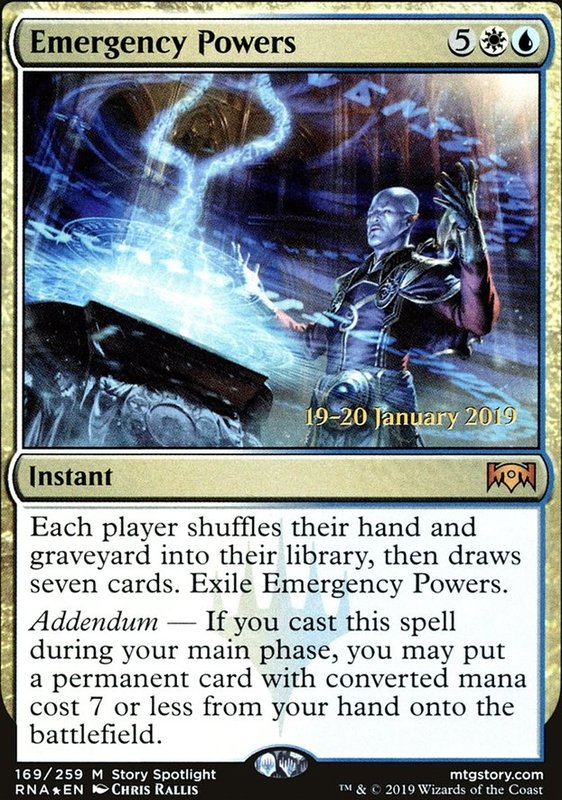 Emergency Powers 5
19–20 January 2019
Instant
Each player shuffles their hand and
graveyard into their library, then draws
seven cards. Exile Emergency Powers.
Addendum — If you cast this spell
during your main phase, you may put
a permanent card with converted mana
cost 7 or less from your hand onto the
battlefield.
169/259 M Story Spotlight
mtgstory.com
RNA★EN Chris Rallis
™ & © 2019 Wizards of the Coast